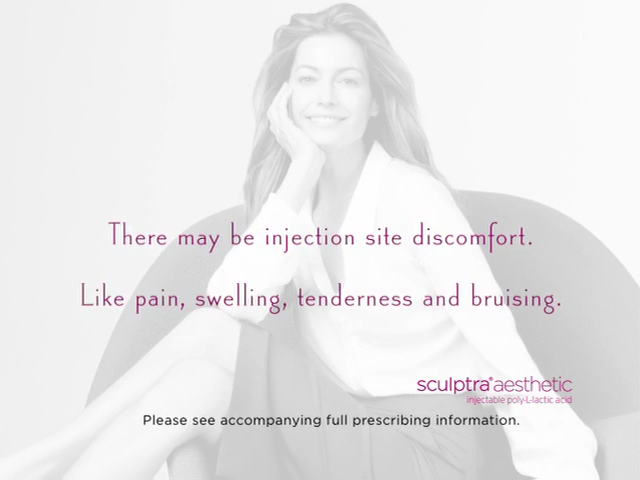 There may be injection site discomfort.
Like pain, swelling, tenderness and bruising.
sculptra® aesthetic
injectable poly-L-lactic acid
Please see accompanying full prescribing information.